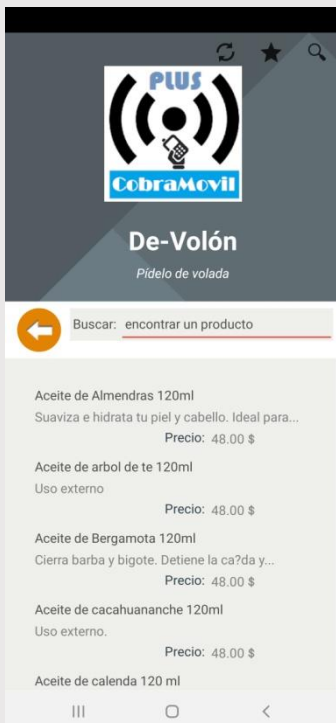 PLUS
CobraMovil
De-Volón
Pídelo de volada
Buscar: encontrar un producto
Aceite de Almendras 120ml
Suaviza e hidrata tu piel y cabello. Ideal para...
Precio: 48.00 $
Aceite de arbol de te 120ml
Uso externo
Precio: 48.00 $
Aceite de Bergamota 120ml
Cierra barba y bigote. Detiene la ca?da y...
Precio: 48.00 $
Aceite de cacahuananche 120ml
Uso externo.
Precio: 48.00 $
Aceite de calenda 120 ml